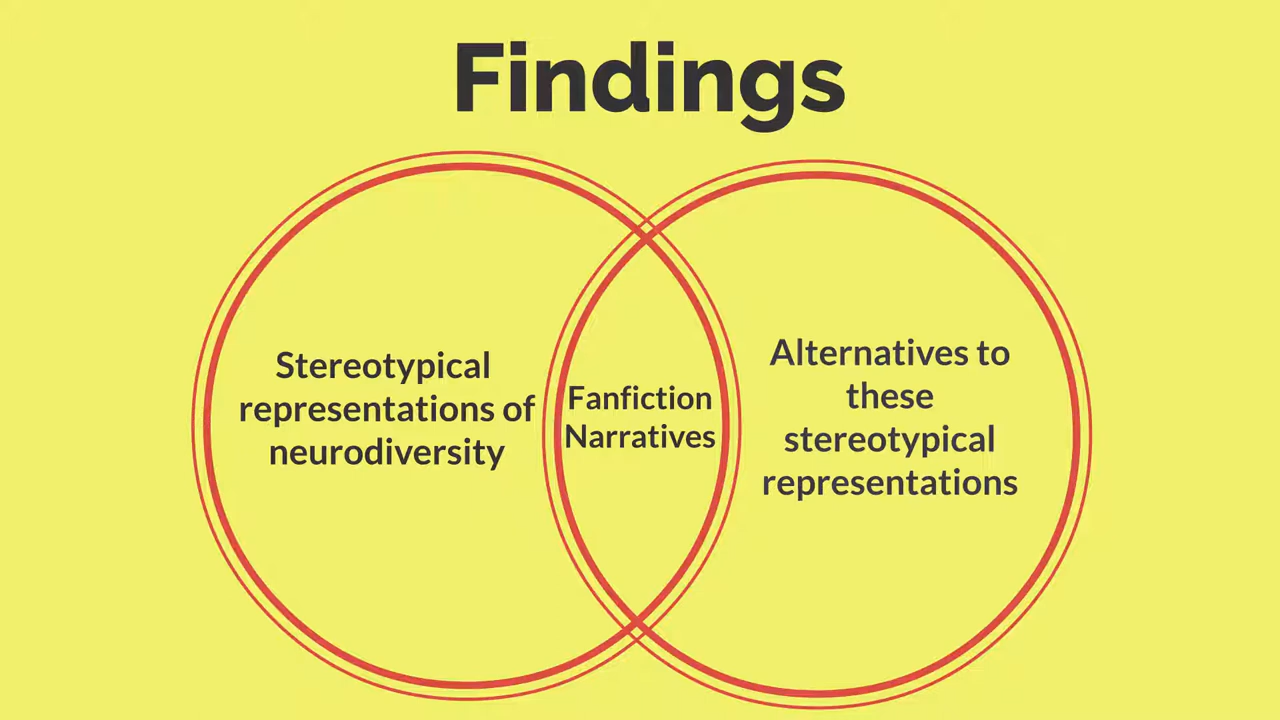 Findings
Stereotypical
representations of
neurodiversity
Fanfiction
Narratives
Alternatives to
these
stereotypical
representations